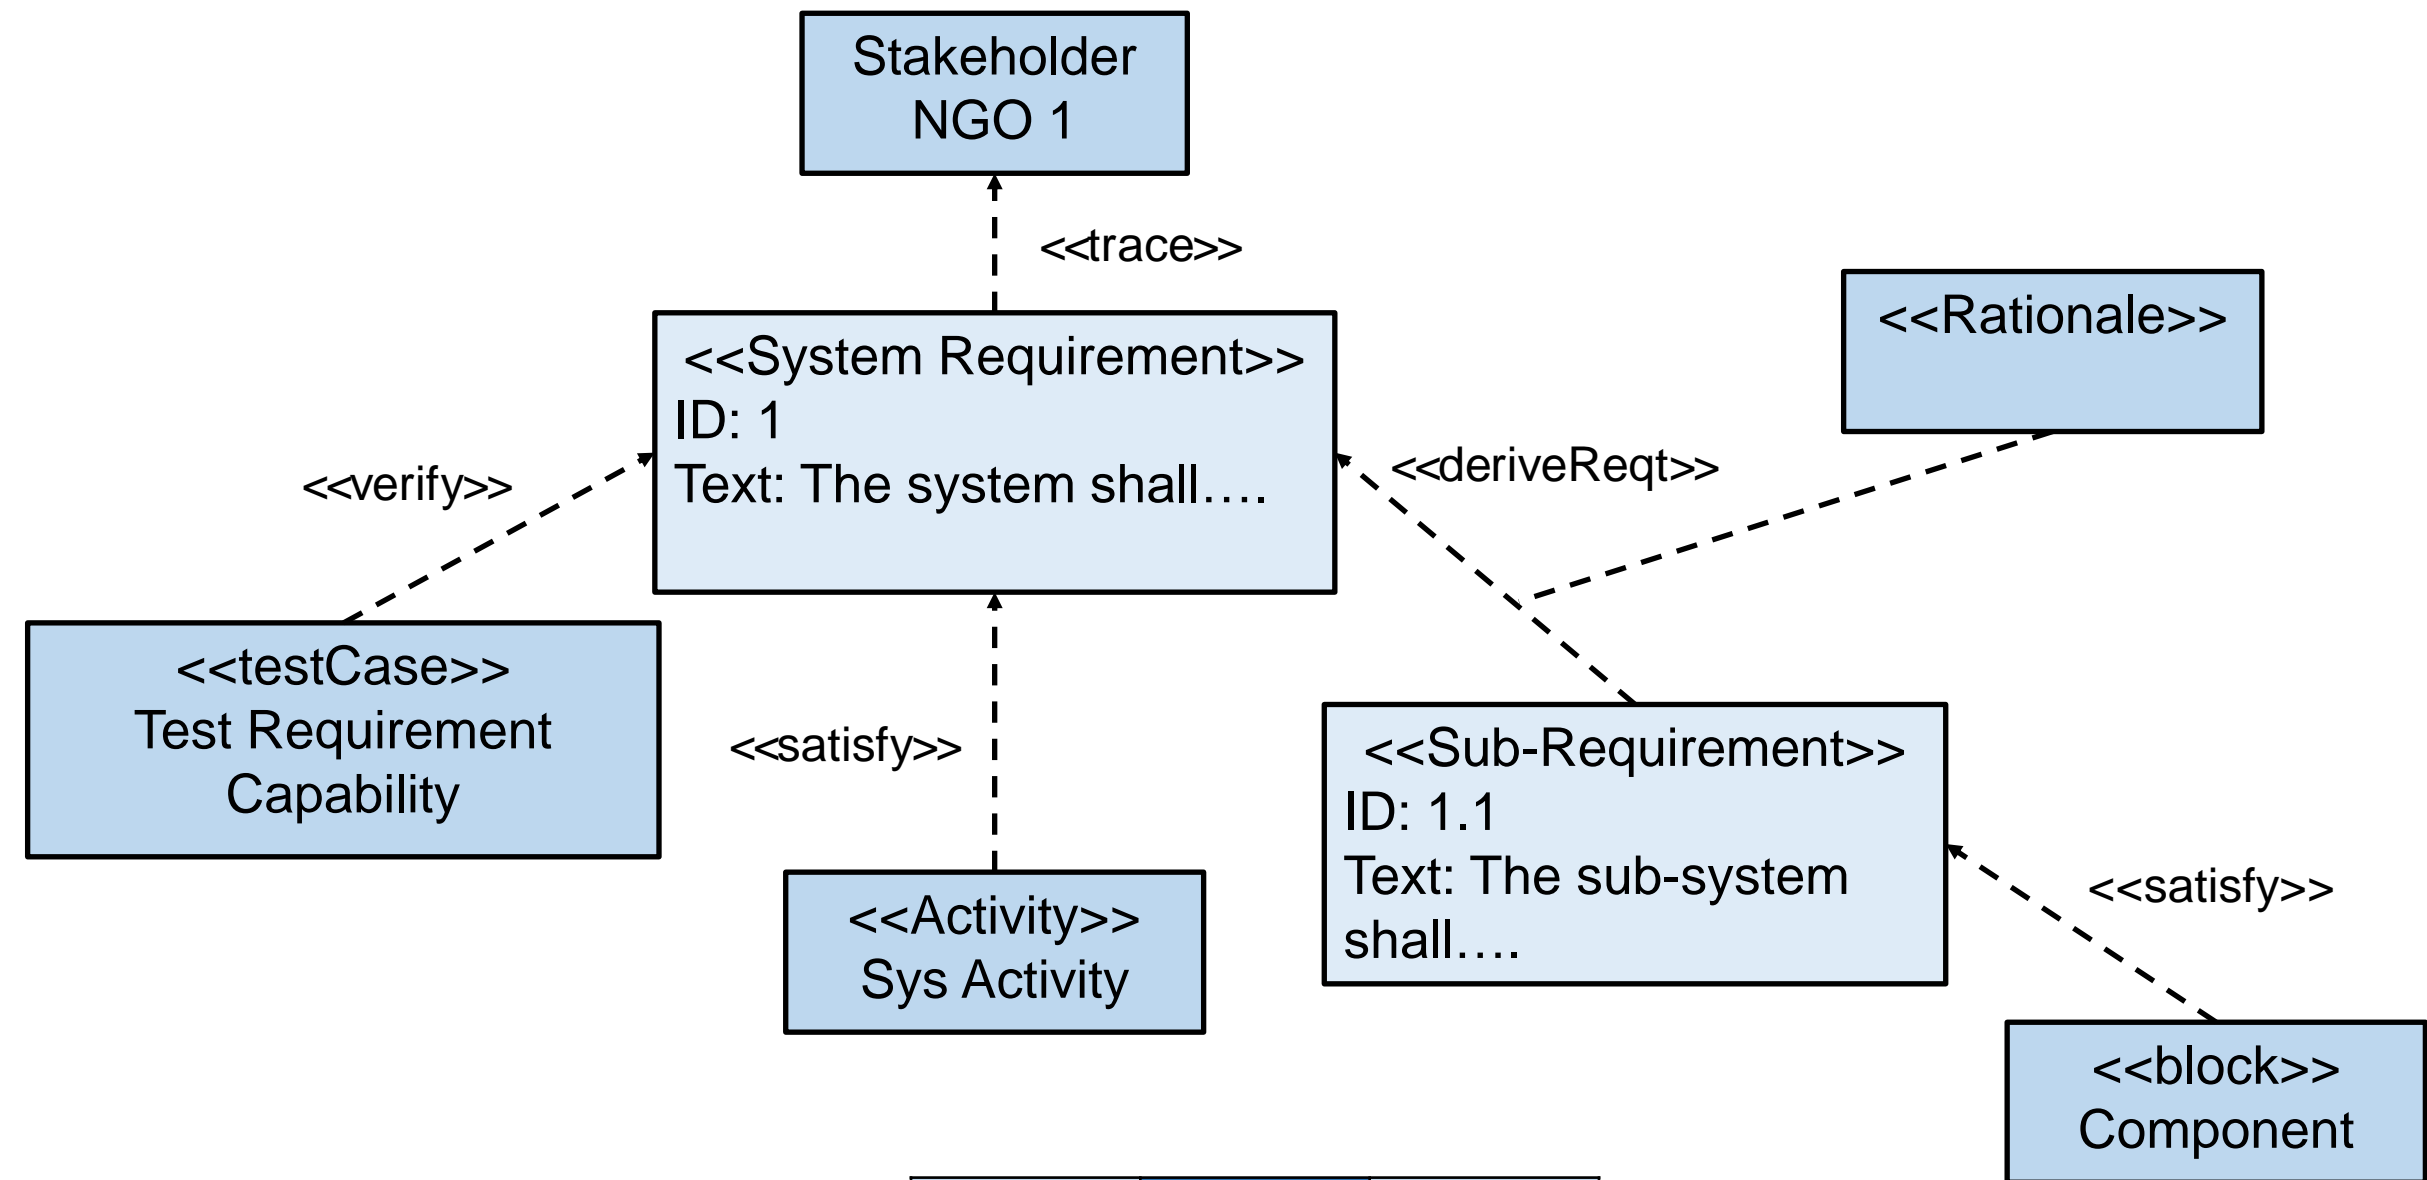 Stakeholder
NGO 1
<<trace>>
<<Rationale>>
<<System Requirement>>
ID: 1
Text: The system shall….
<<verify>>
<<deriveReqt>>
<<testCase>>
Test Requirement
Capability
<<satisfy>>
<<Activity>>
Sys Activity
<<Sub-Requirement>>
ID: 1.1
Text: The sub-system
shall….
<<satisfy>>
<<block>>
Component